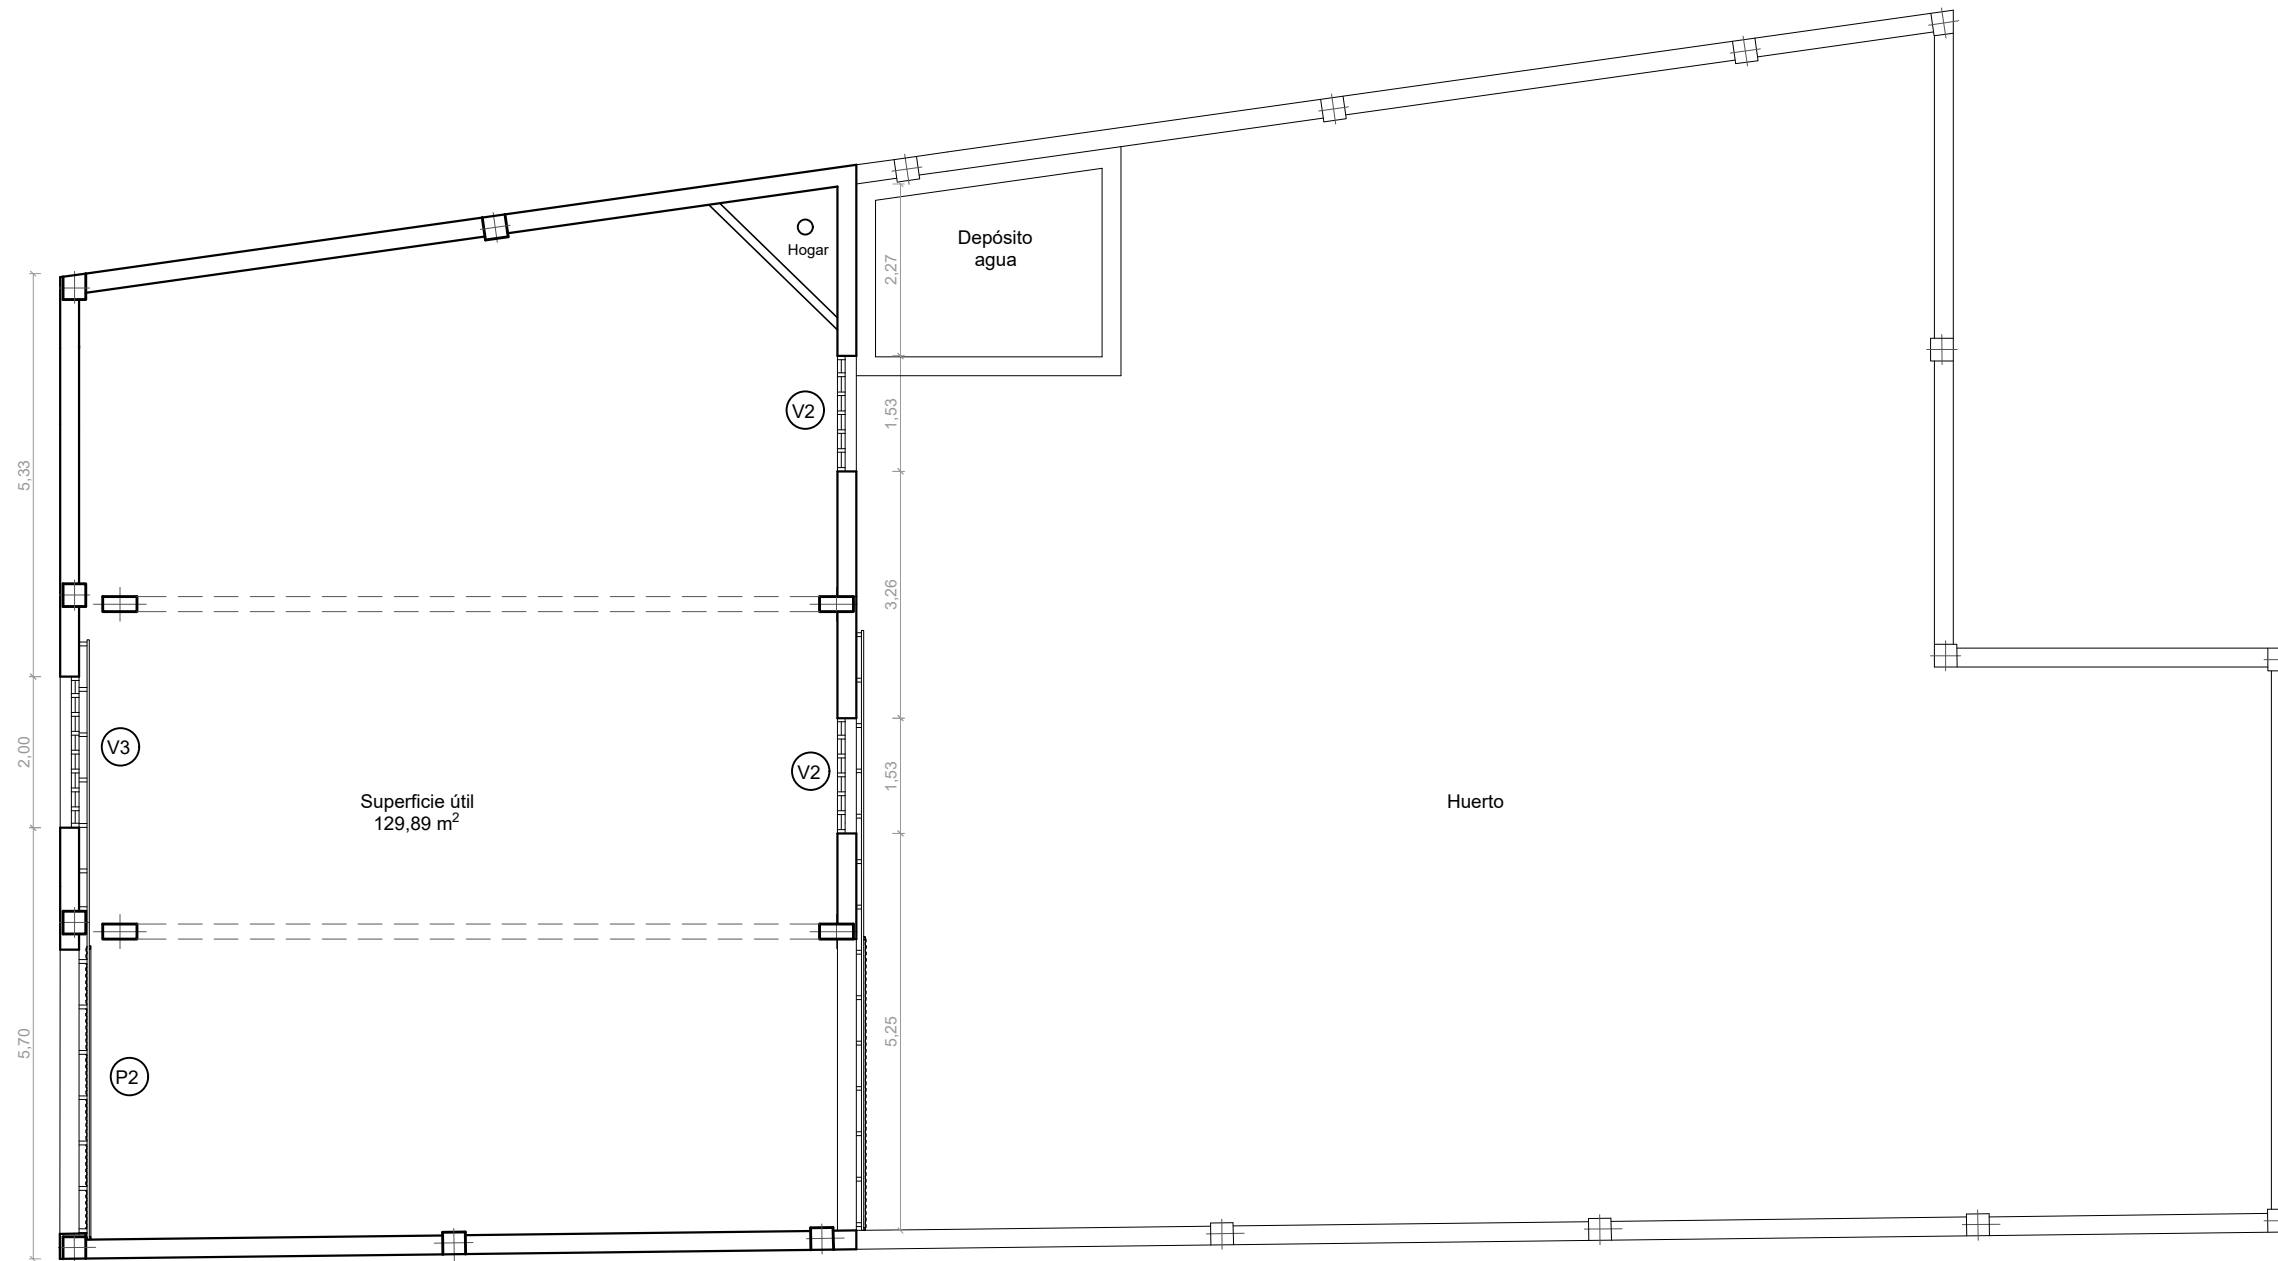 Hogar
Depósito
agua
2,27
V2
1,53
5,33
3,26
V3
2,00
V2
1,53
Superficie útil
129,89 m²
Huerto
5,25
5,70
P2